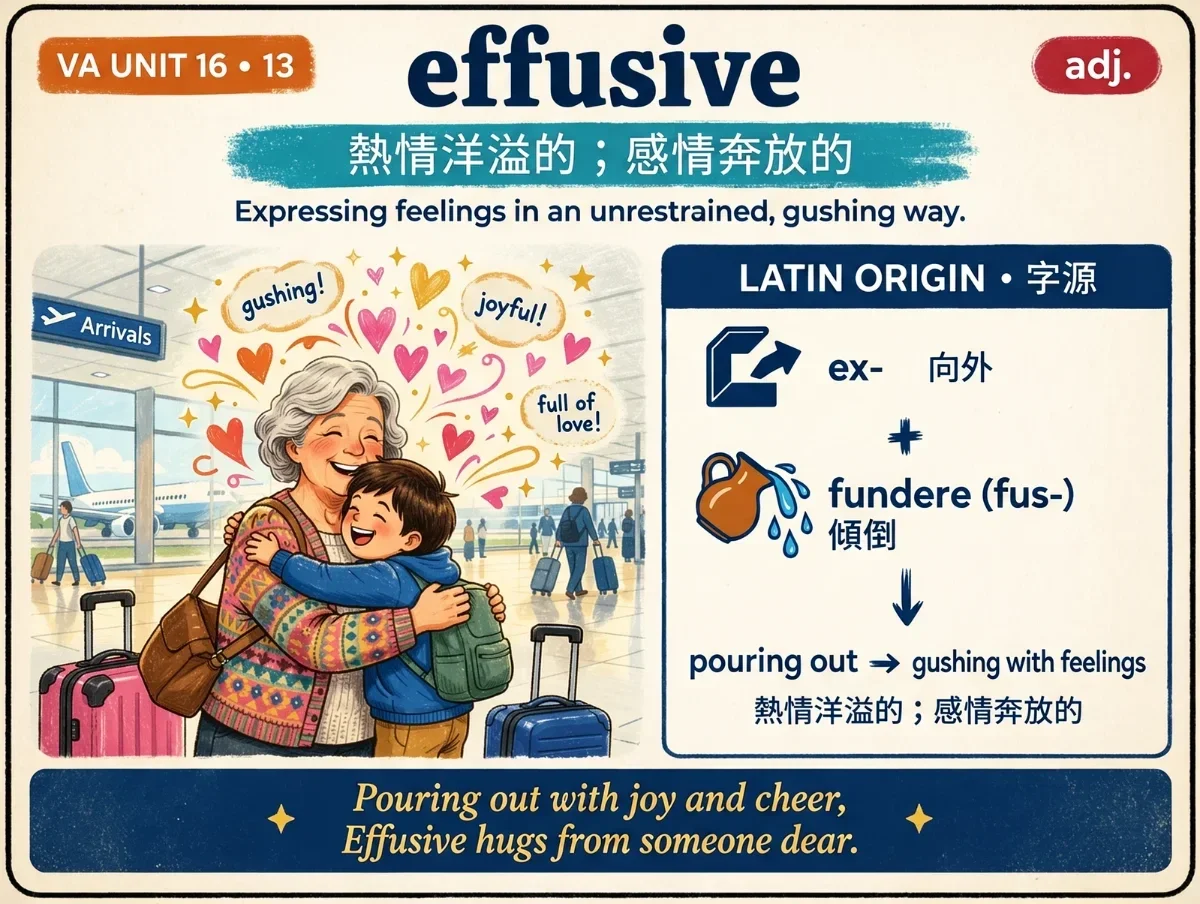 VA UNIT 16 • 13
effusive
adj.
熱情洋溢的；感情奔放的
Expressing feelings in an unrestrained, gushing way.
Arrivals
gushing!
joyful!
full of
love!
LATIN ORIGIN • 字源
ex- 向外
+
fundere (fus-)
傾倒
pouring out → gushing with feelings
熱情洋溢的；感情奔放的
Pouring out with joy and cheer,
Effusive hugs from someone dear.